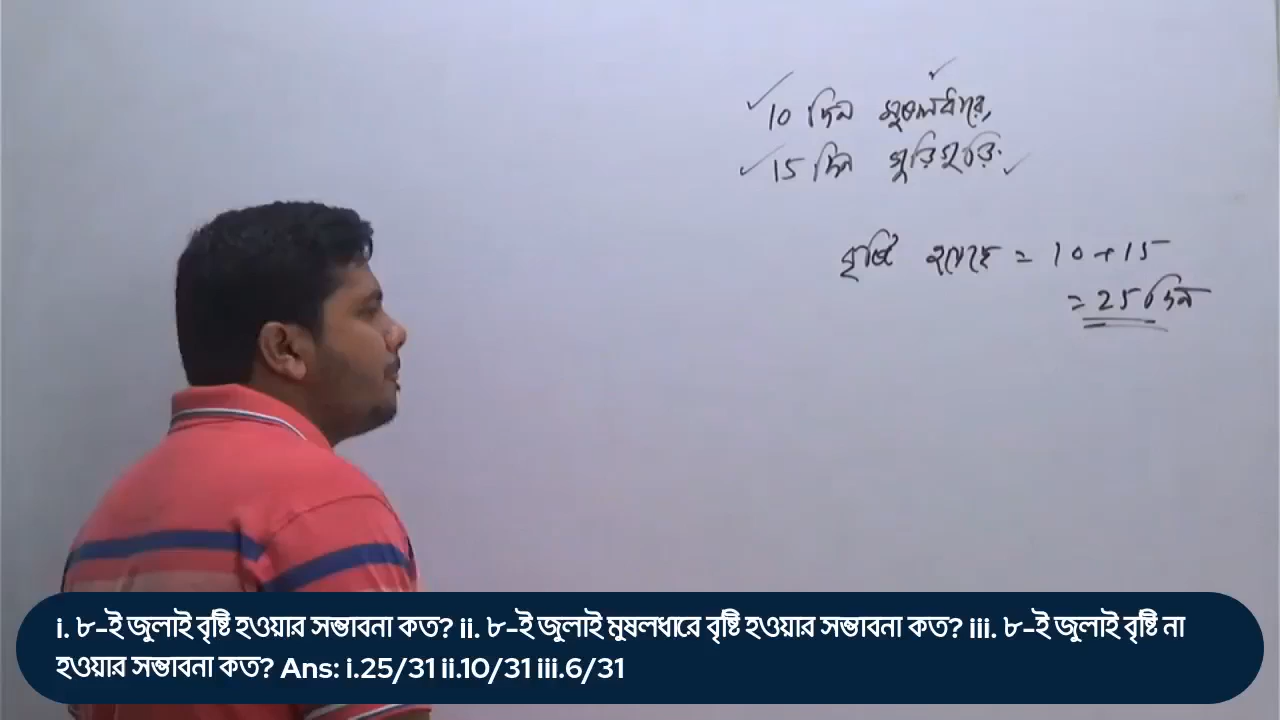 10 দিন মুষলধারে,
15 দিন গুরিগুরি
বৃষ্টি হয়েছে = 10+15
= 25 দিন
i. ৮-ই জুলাই বৃষ্টি হওয়ার সম্ভাবনা কত? ii. ৮-ই জুলাই মুষলধারে বৃষ্টি হওয়ার সম্ভাবনা কত? iii. ৮-ই জুলাই বৃষ্টি না
হওয়ার সম্ভাবনা কত? Ans: i.25/31 ii.10/31 iii.6/31